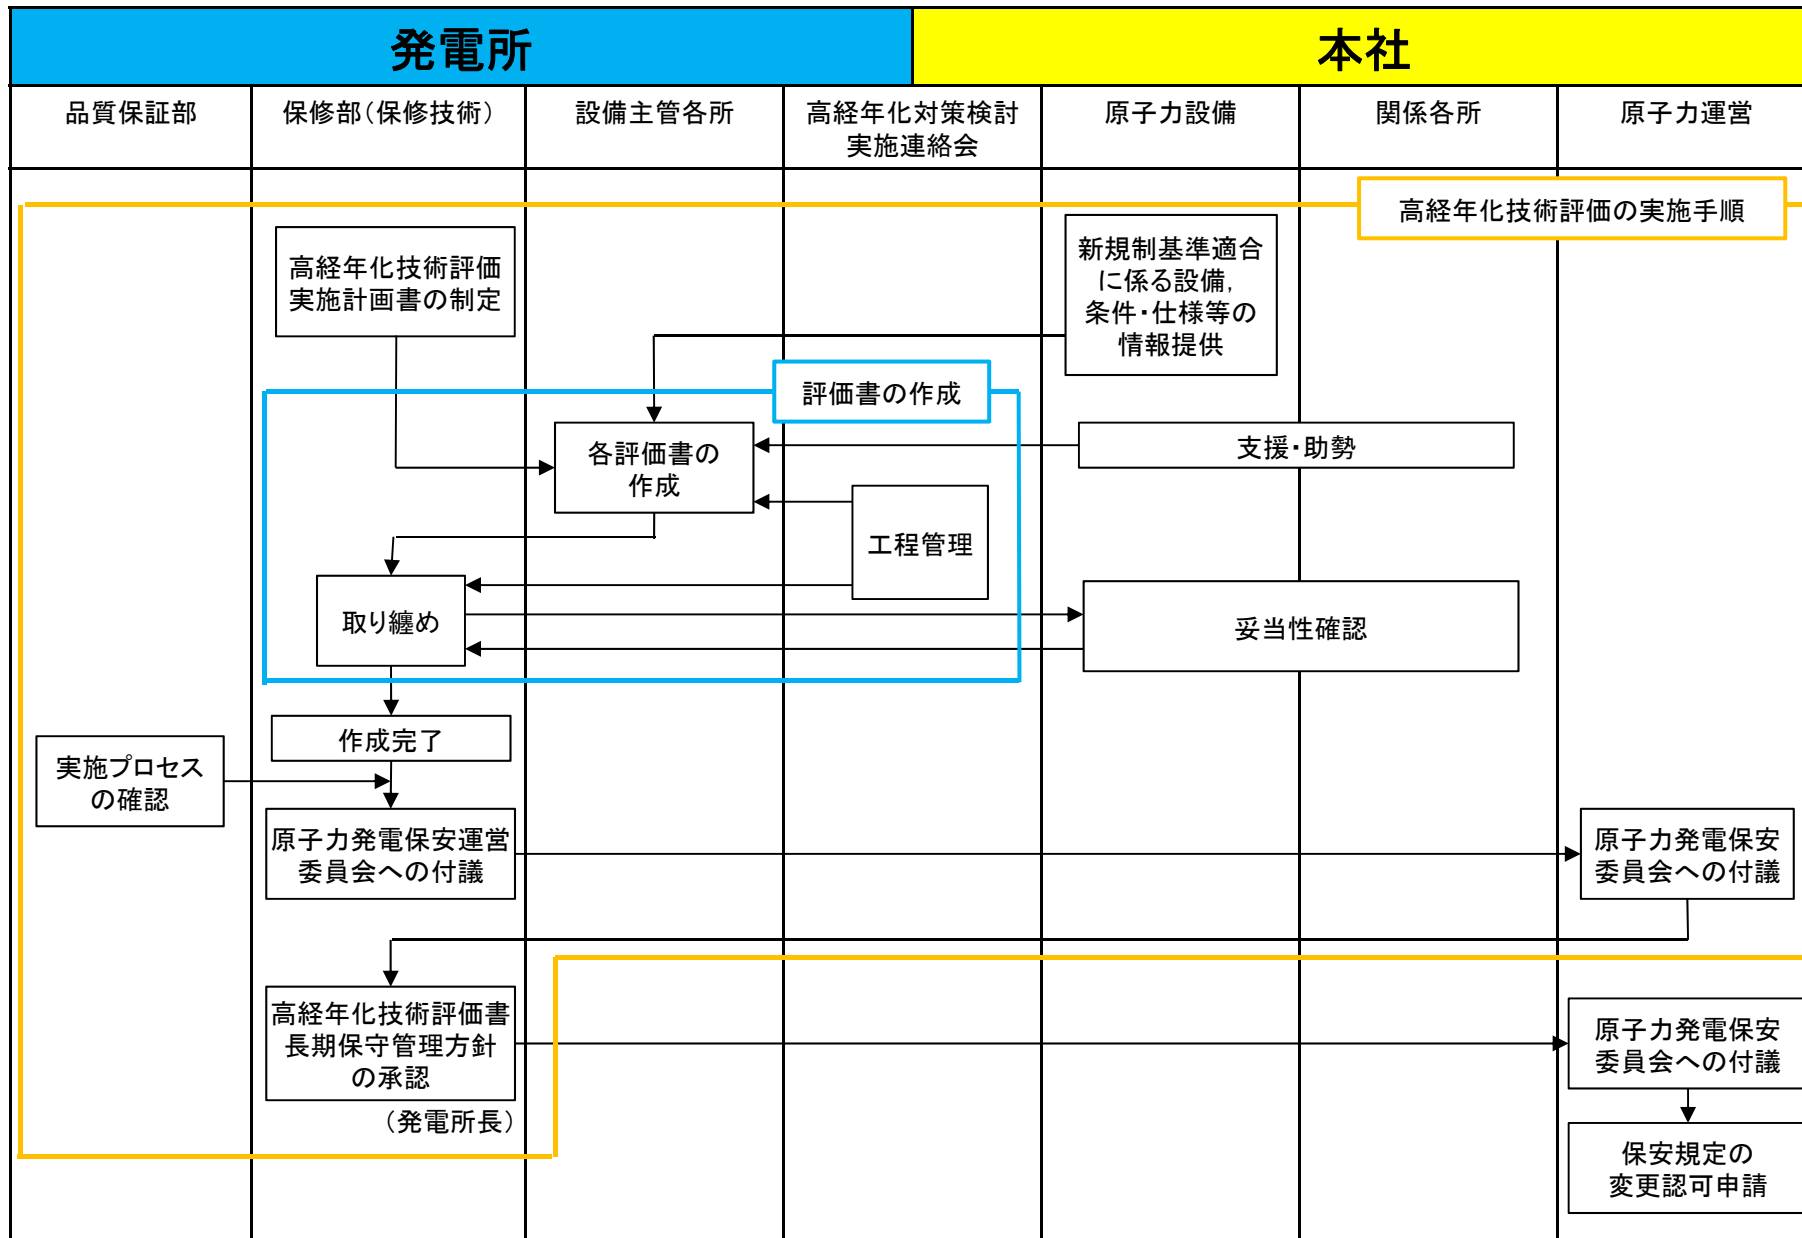 発電所
本社
品質保証部
保修部(保修技術)
設備主管各所
高経年化対策検討
実施連絡会
原子力設備
関係各所
原子力運営
高経年化技術評価の実施手順
高経年化技術評価
実施計画書の制定
新規制基準適合
に係る設備,
条件・仕様等の
情報提供
評価書の作成
各評価書の
作成
支援・助勢
工程管理
取り纏め
妥当性確認
作成完了
実施プロセス
の確認
原子力発電保安運営
委員会への付議
原子力発電保安
委員会への付議
高経年化技術評価書
長期保守管理方針
の承認
(発電所長)
原子力発電保安
委員会への付議
保安規定の
変更認可申請